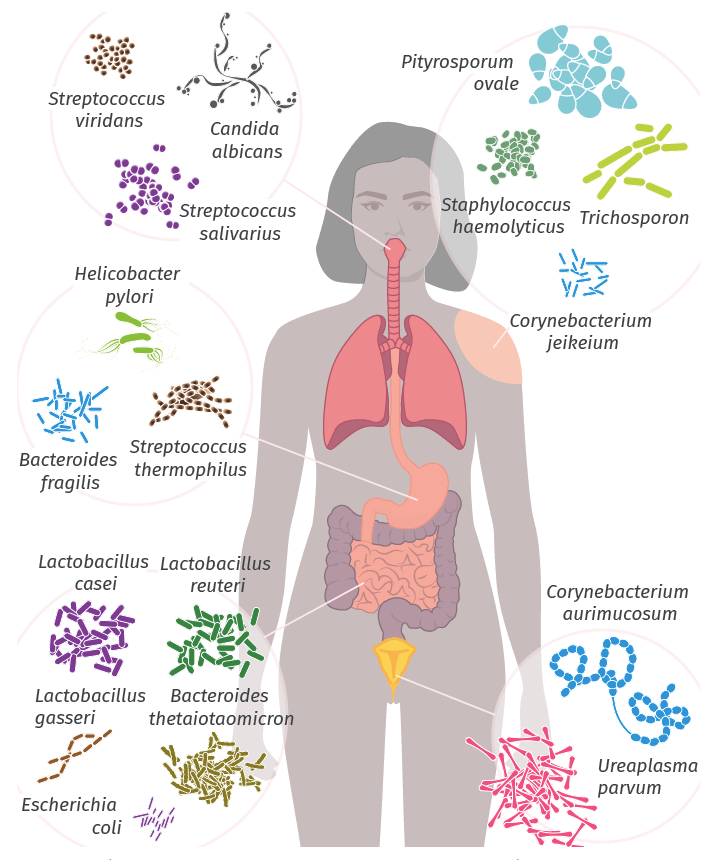 Streptococcus
viridans
Candida
albicans
Streptococcus
salivarius
Pityrosporum
ovale
Staphylococcus
haemolyticus
Trichosporon
Corynebacterium
jeikeium
Helicobacter
pylori
Bacteroides
fragilis
Streptococcus
thermophilus
Lactobacillus
casei
Lactobacillus
reuteri
Lactobacillus
gasseri
Bacteroides
thetaiotaomicron
Escherichia
coli
Corynebacterium
aurimucosum
Ureaplasma
parvum